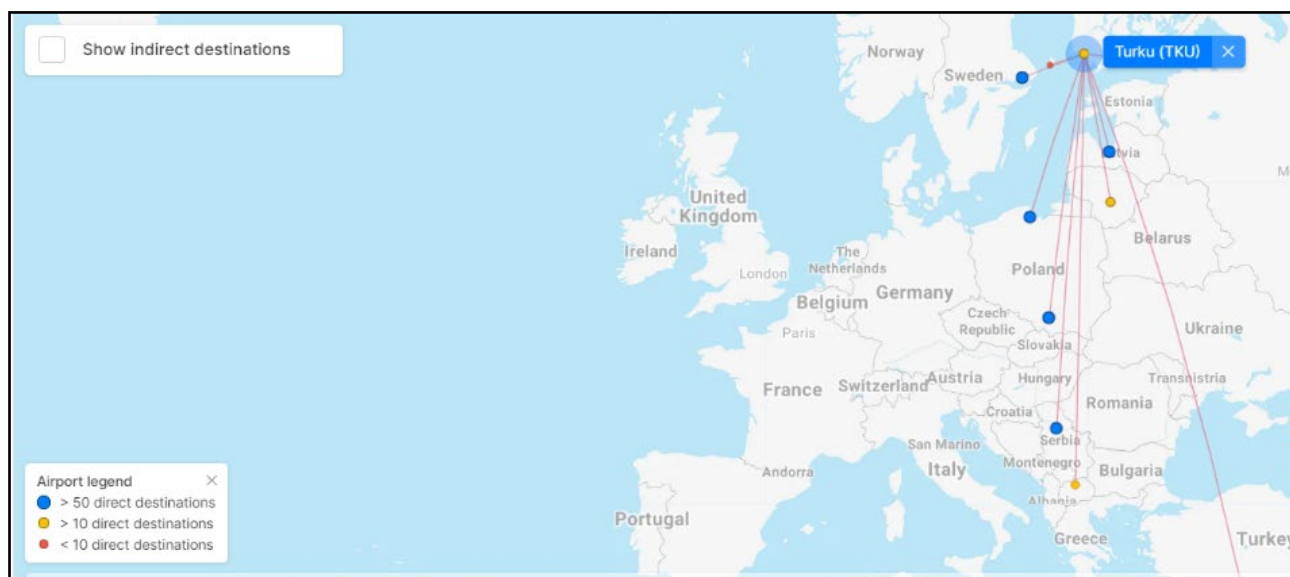 Show indirect destinations
Turku (TKU)
Norway
Sweden
Estonia
United
Kingdom
Ireland
London
The
Netherlands
Belgium
Germany
Poland
Belarus
Czech
Republic
Slovakia
Paris
Ukraine
France
Switzerland
Austria
Hungary
Transnistria
Romania
Croatia
Serbia
San Marino
Italy
Montenegro
Bulgaria
Andorra
Albania
Portugal
Greece
Turkey
Airport legend
> 50 direct destinations
> 10 direct destinations
< 10 direct destinations